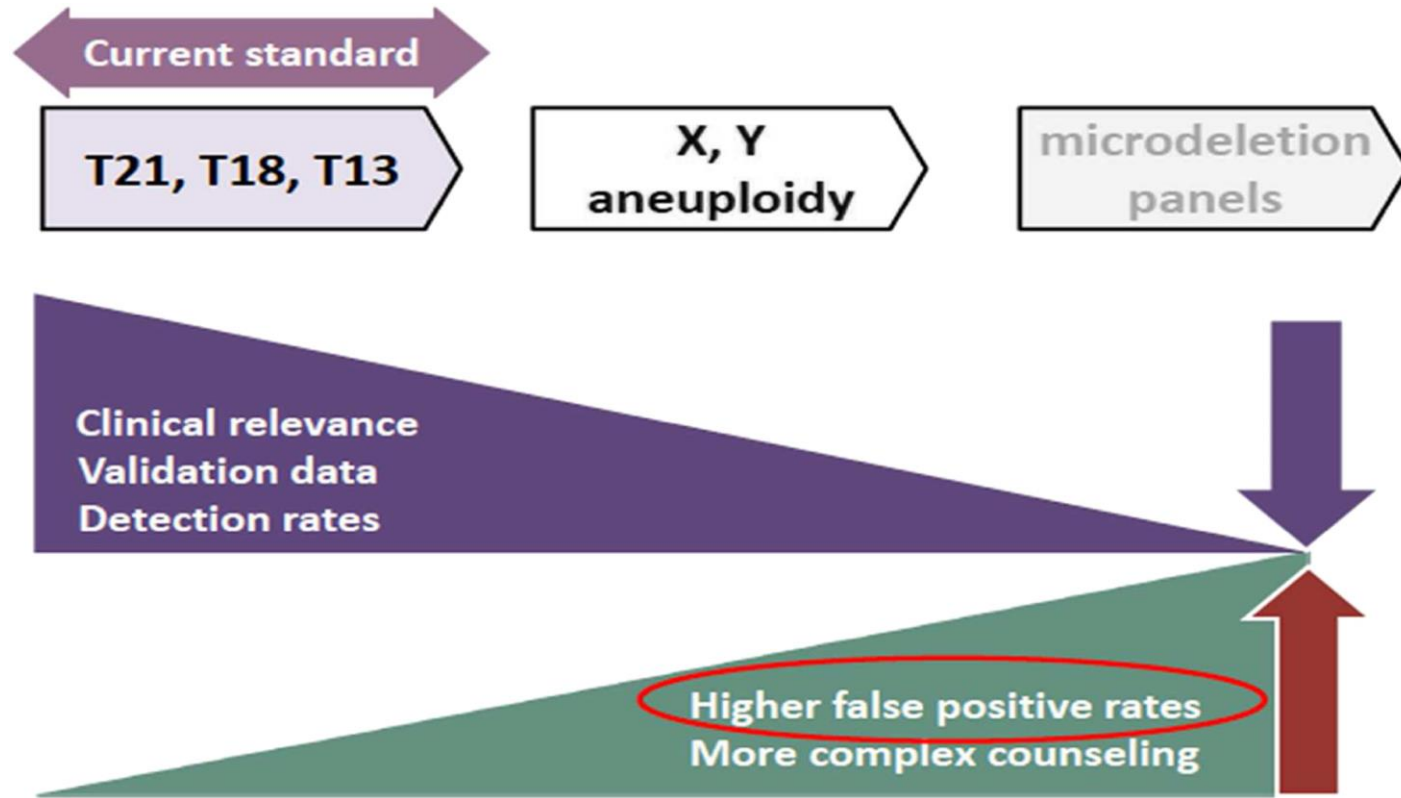 Current standard
T21, T18, T13
X, Y
aneuploidy
microdeletion
panels
Clinical relevance
Validation data
Detection rates
Higher false positive rates
More complex counseling